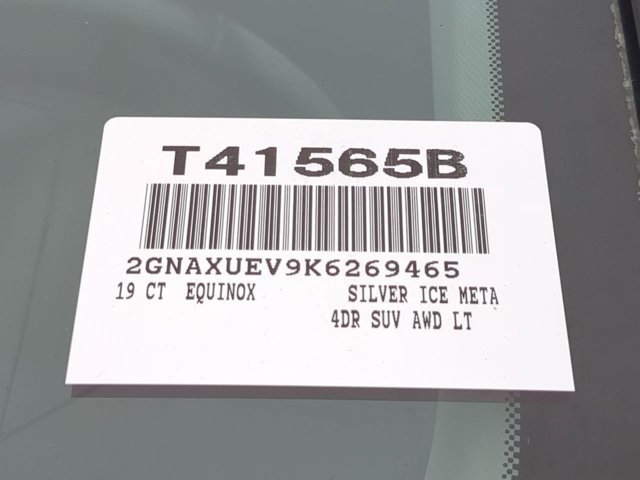 T41565B
2GNAXUEV9K6269465
19 CT EQUINOX SILVER ICE META
4DR SUV AWD LT